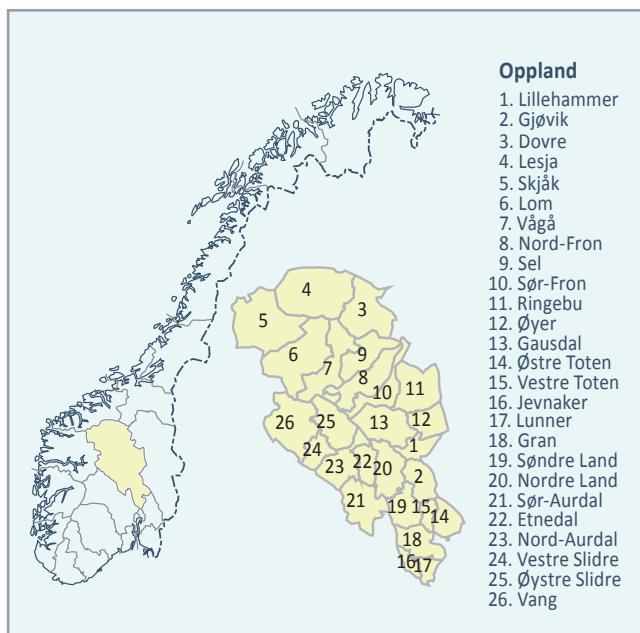 Oppland
1. Lillehammer
2. Gjøvik
3. Dovre
4. Lesja
5. Skjåk
6. Lom
7. Vågå
8. Nord-Fron
9. Sel
10. Sør-Fron
11. Ringebu
12. Øyer
13. Gausdal
14. Østre Toten
15. Vestre Toten
16. Jevnaker
17. Lunner
18. Gran
19. Søndre Land
20. Nordre Land
21. Sør-Aurdal
22. Etnedal
23. Nord-Aurdal
24. Vestre Slidre
25. Øystre Slidre
26. Vang
4
3
5
6
9
7
8
10
11
26
25
13
12
24
1
23
22
20
2
21
19
15
14
18
16
17